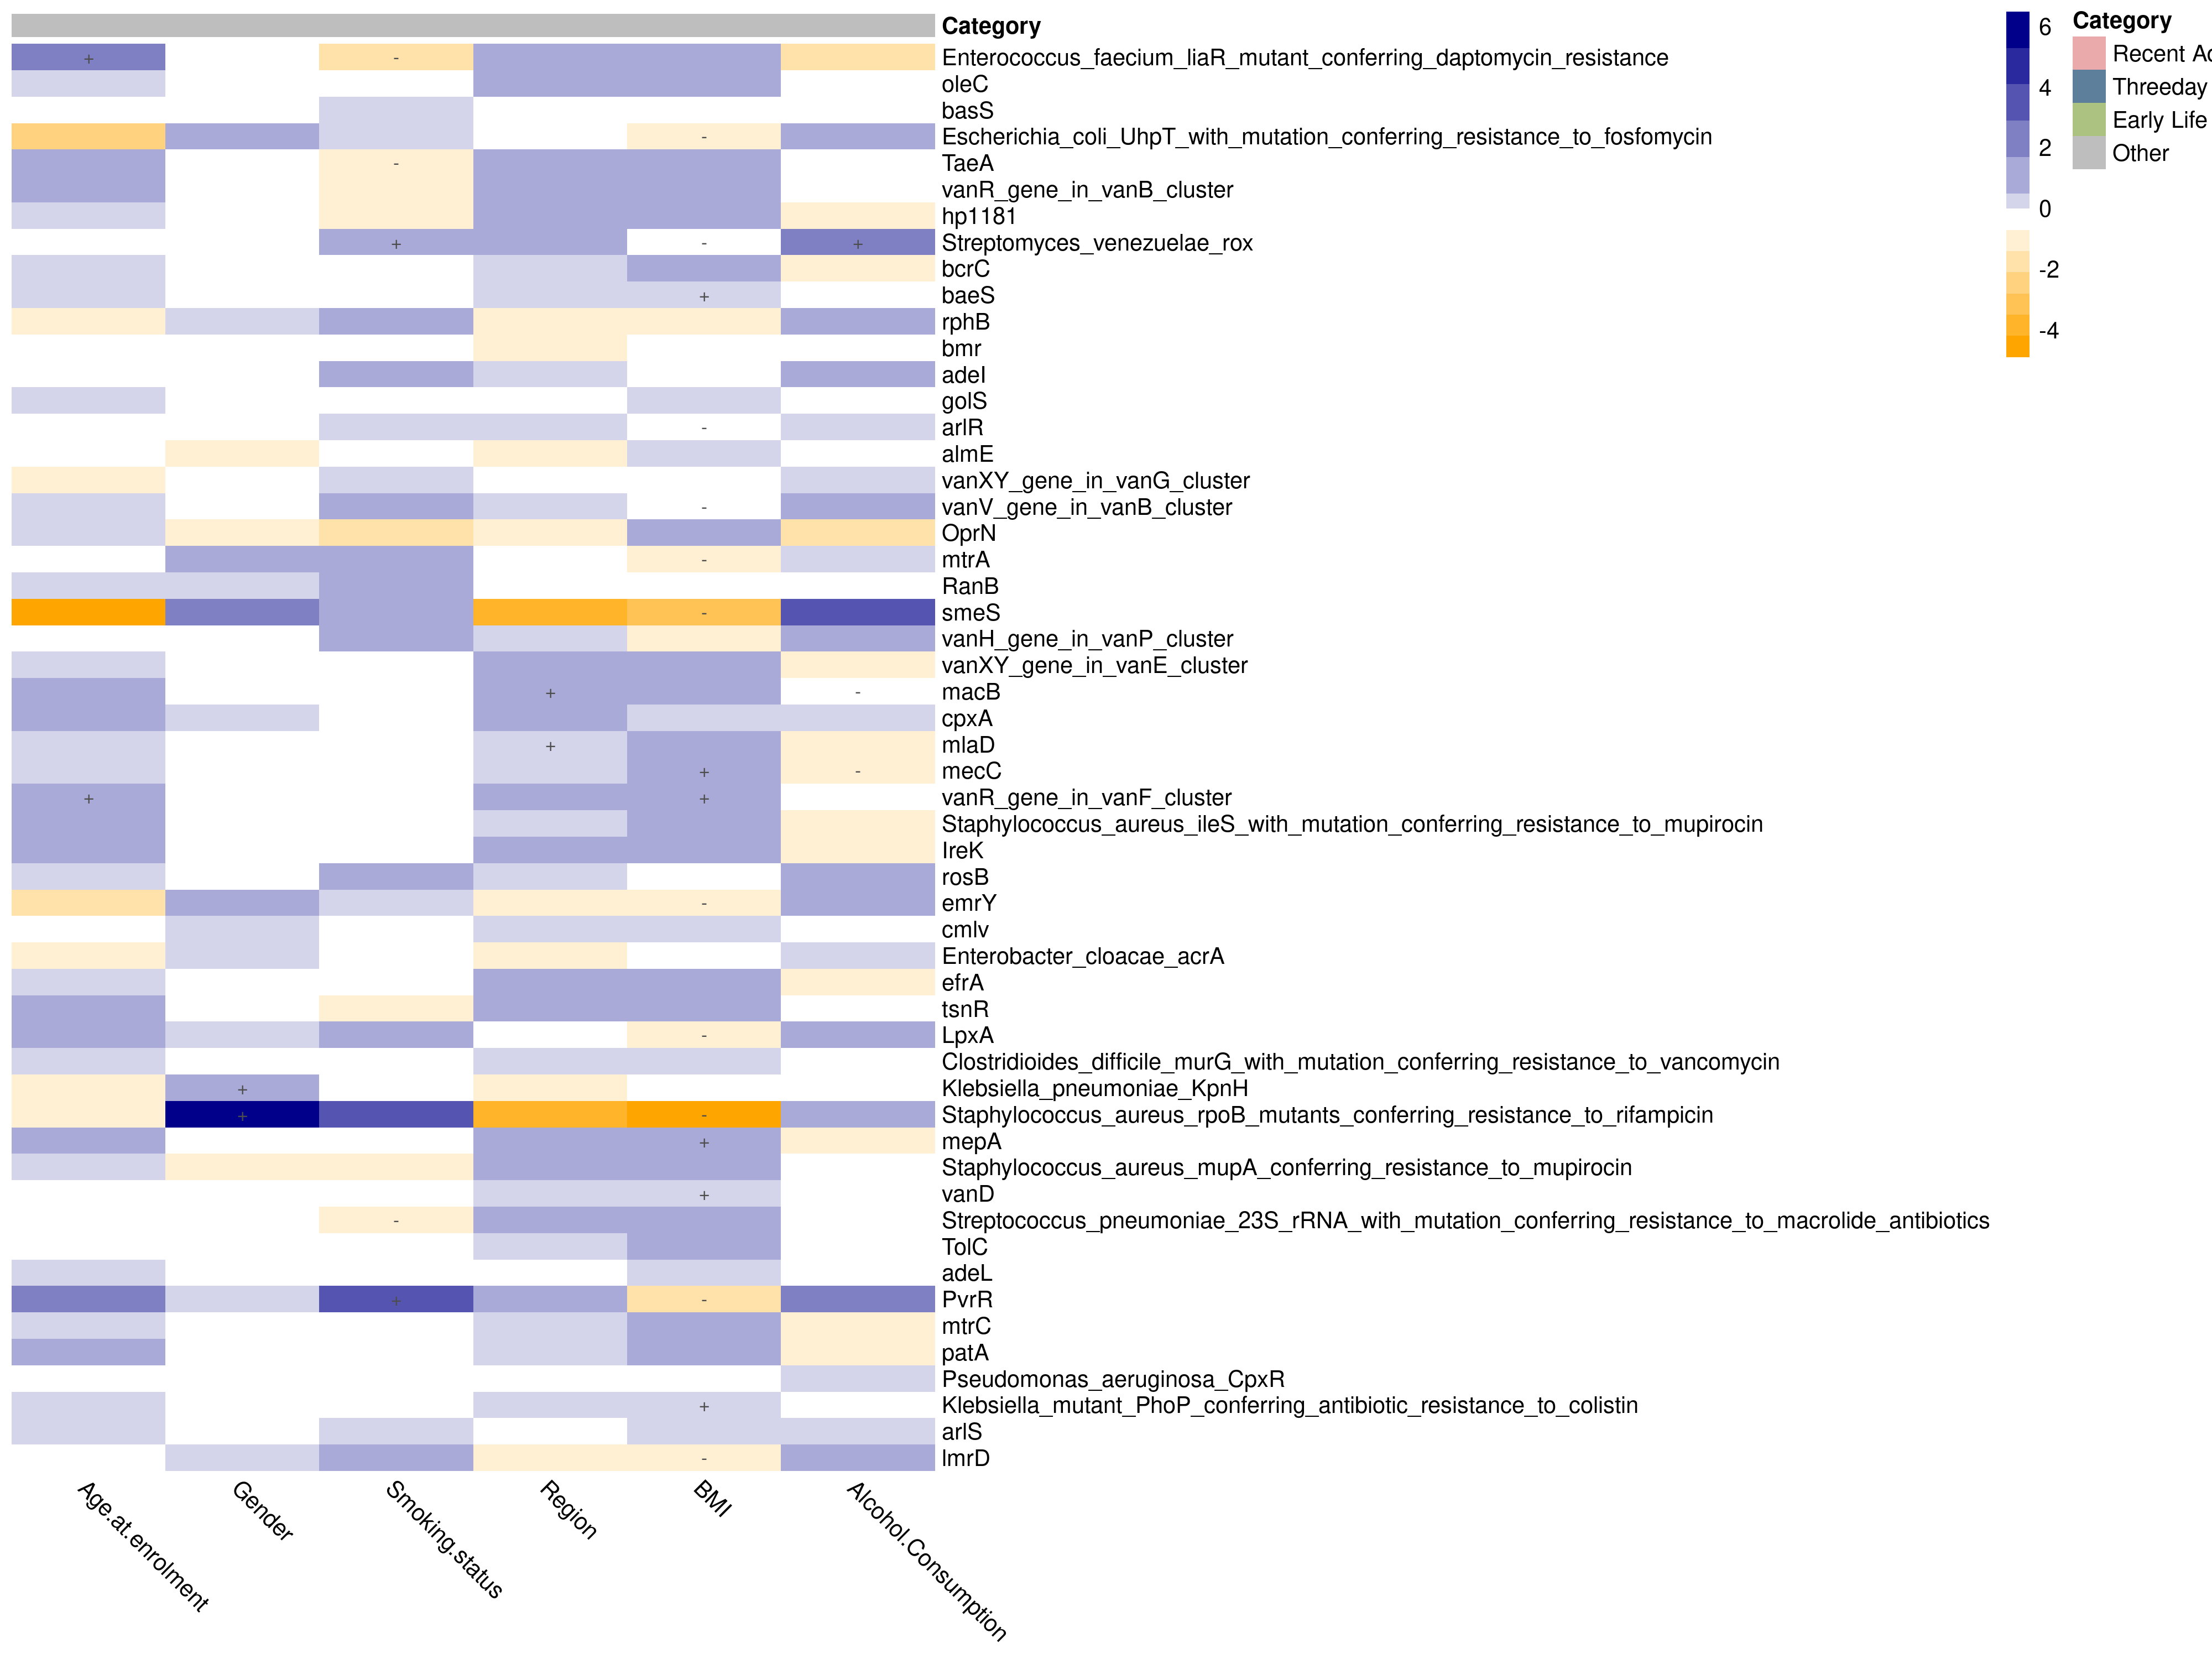 Category
+ - Enterococcus_faecium_liaR_mutant_conferring_daptomycin_resistance
oleC
basS
- Escherichia_coli_UhpT_with_mutation_conferring_resistance_to_fosfomycin
- TaeA
vanR_gene_in_vanB_cluster
hp1181
+ - + Streptomyces_venezuelae_rox
bcrC
+ baeS
rphB
bmr
adeI
golS
- arlR
almE
vanXY_gene_in_vanG_cluster
- vanV_gene_in_vanB_cluster
OprN
- mtrA
RanB
- smeS
vanH_gene_in_vanP_cluster
vanXY_gene_in_vanE_cluster
+ - macB
cpxA
+ mlaD
+ - mecC
+ + vanR_gene_in_vanF_cluster
Staphylococcus_aureus_ileS_with_mutation_conferring_resistance_to_mupirocin
IreK
rosB
- emrY
cmlv
Enterobacter_cloacae_acrA
efrA
tsnR
- LpxA
Clostridioides_difficile_murG_with_mutation_conferring_resistance_to_vancomycin
+ Klebsiella_pneumoniae_KpnH
+ - Staphylococcus_aureus_rpoB_mutants_conferring_resistance_to_rifampicin
+ mepA
Staphylococcus_aureus_mupA_conferring_resistance_to_mupirocin
+ vanD
- Streptococcus_pneumoniae_23S_rRNA_with_mutation_conferring_resistance_to_macrolide_antibiotics
TolC
adeL
+ - PvrR
mtrC
patA
Pseudomonas_aeruginosa_CpxR
+ Klebsiella_mutant_PhoP_conferring_antibiotic_resistance_to_colistin
arlS
- lmrD
Age.at.enrolment
Gender
Smoking.status
Region
BMI
Alcohol.Consumption
6
4
2
0
-2
-4
Category
Recent Ac
Threeday
Early Life
Other